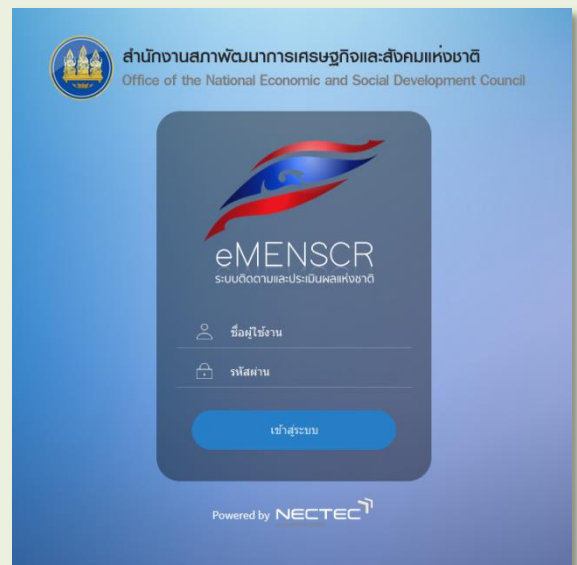 สำนักงานสภาพัฒนาการเศรษฐกิจและสังคมแห่งชาติ
Office of the National Economic and Social Development Council
eMENSCR
ระบบติดตามและประเมินผลแห่งชาติ
ชื่อผู้ใช้งาน
รหัสผ่าน
เข้าสู่ระบบ
Powered by NECTEC